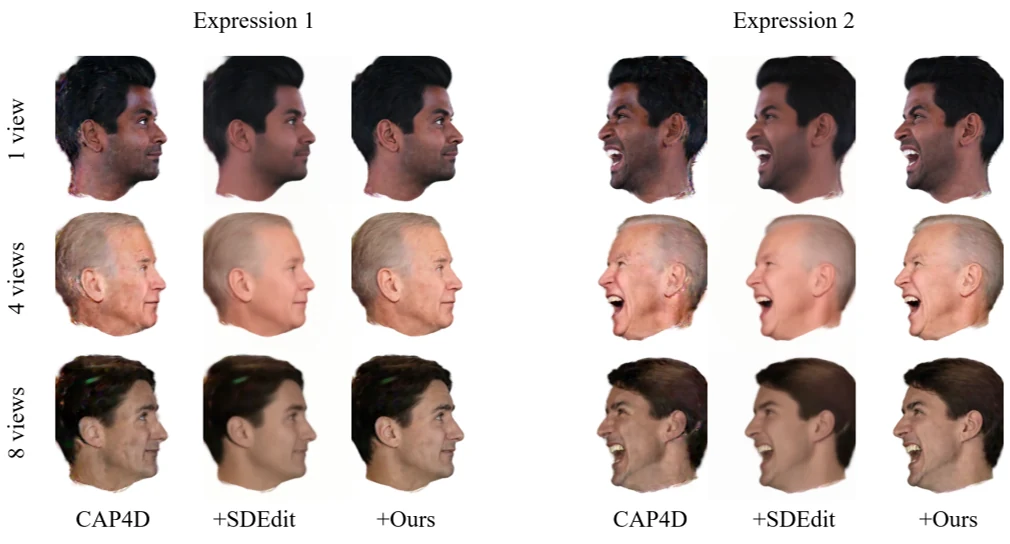 Expression 1
Expression 2
1 view
4 views
8 views
CAP4D
+SDEdit
+Ours
CAP4D
+SDEdit
+Ours